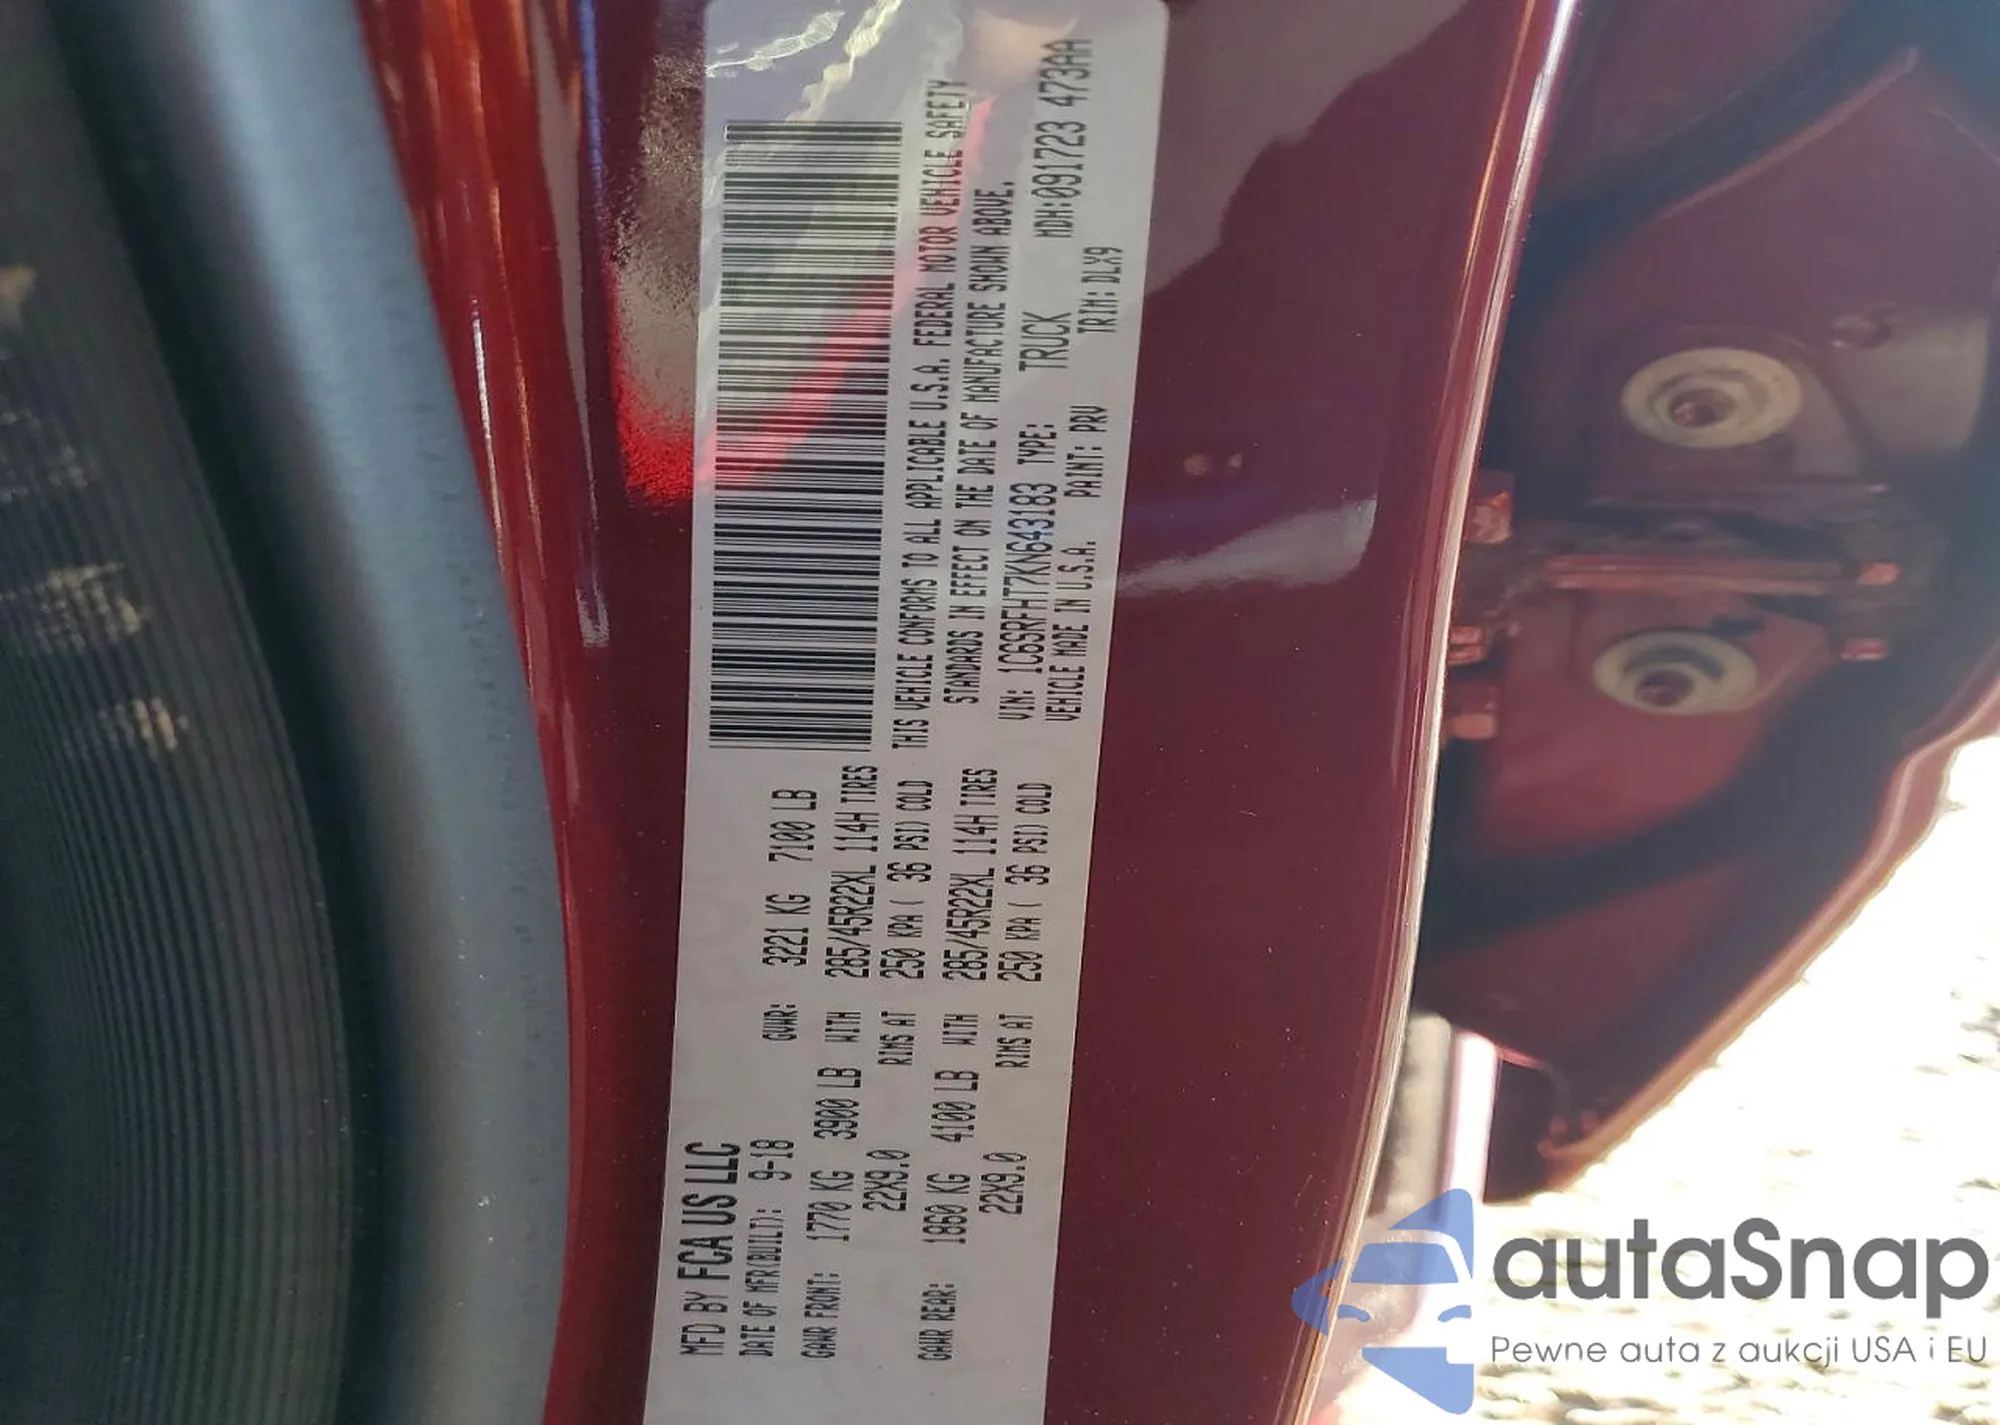 MFD BY FCA US LLC
DATE OF MFR(BUILT): 9-18 GVWR: 3221 KG 7100 LB
GAWR FRONT: 1770 KG 3900 LB WITH 285/45R22XL 114H TIRES
22X9.0 RIMS AT 250 KPA ( 36 PSI) COLD
GAWR REAR: 1860 KG 4100 LB WITH 285/45R22XL 114H TIRES
22X9.0 RIMS AT 250 KPA ( 36 PSI) COLD
THIS VEHICLE CONFORMS TO ALL APPLICABLE U.S.A. FEDERAL MOTOR VEHICLE SAFETY
STANDARDS IN EFFECT ON THE DATE OF MANUFACTURE SHOWN ABOVE.
VIN: 1C6SRFHT7KN643183 TYPE: TRUCK MDH:091723 473AA
VEHICLE MADE IN U.S.A. PAINT: PRV TRIM: DLX9
autaSnap
Pewne auta z aukcji USA i EU